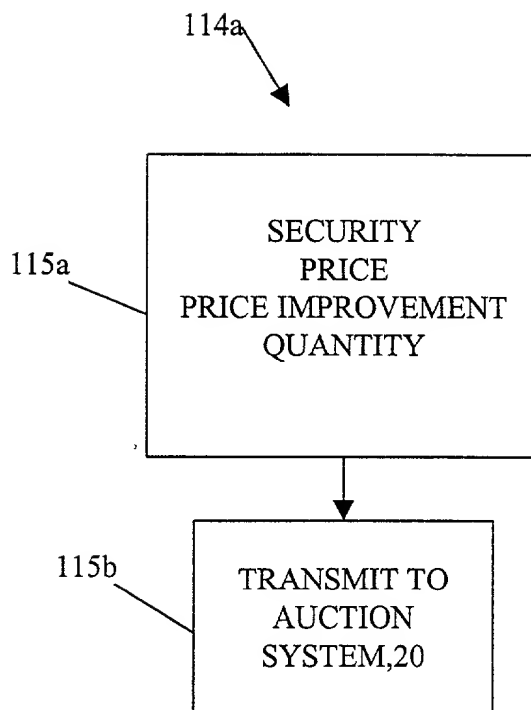 114a
115a
SECURITY
PRICE
PRICE IMPROVEMENT
QUANTITY
115b
TRANSMIT TO
AUCTION
SYSTEM,20